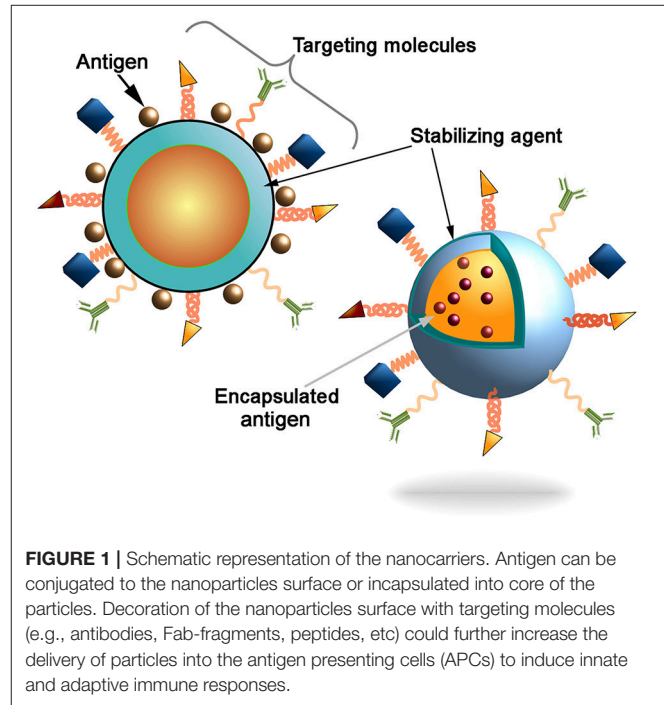 Targeting molecules
Antigen
Stabilizing agent
Encapsulated
antigen
FIGURE 1 | Schematic representation of the nanocarriers. Antigen can be
conjugated to the nanoparticles surface or incapsulated into core of the
particles. Decoration of the nanoparticles surface with targeting molecules
(e.g., antibodies, Fab-fragments, peptides, etc) could further increase the
delivery of particles into the antigen presenting cells (APCs) to induce innate
and adaptive immune responses.